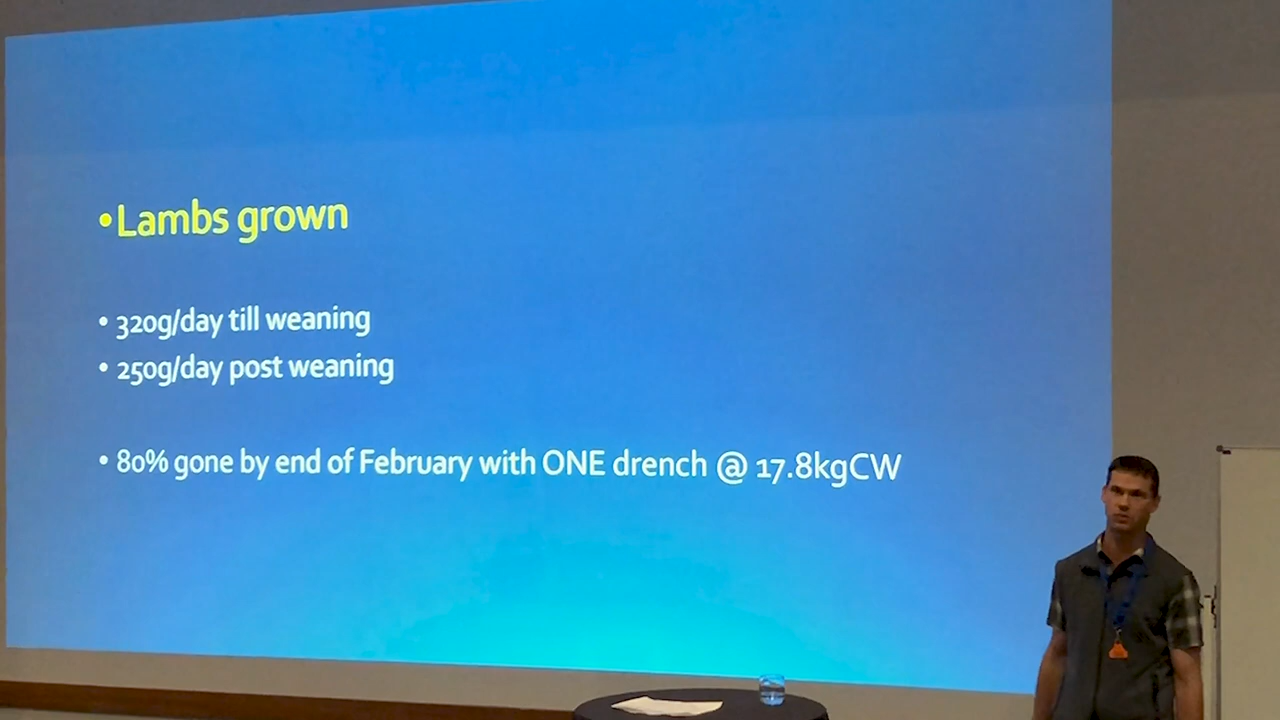 •Lambs grown
• 320g/day till weaning
• 250g/day post weaning
• 80% gone by end of February with ONE drench @ 17.8kgCW